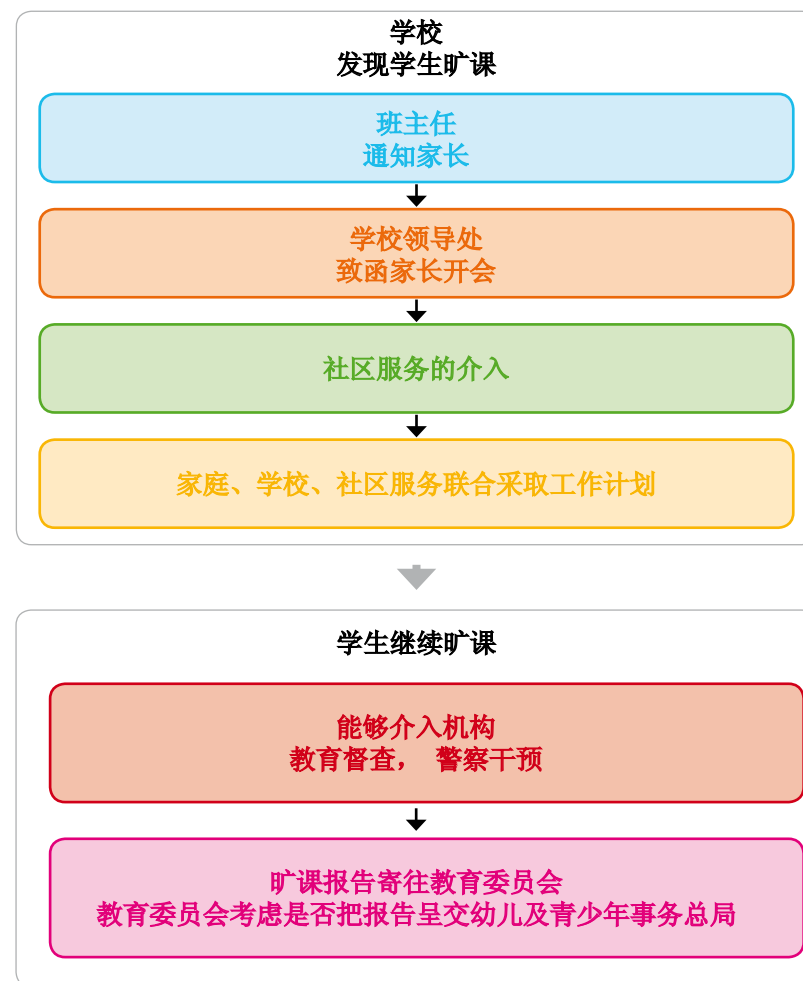 学校
发现学生旷课
班主任
通知家长
学校领导处
致函家长开会
社区服务的介入
家庭、学校、社区服务联合采取工作计划
学生继续旷课
能够介入机构
教育督查， 警察干预
旷课报告寄往教育委员会
教育委员会考虑是否把报告呈交幼儿及青少年事务总局